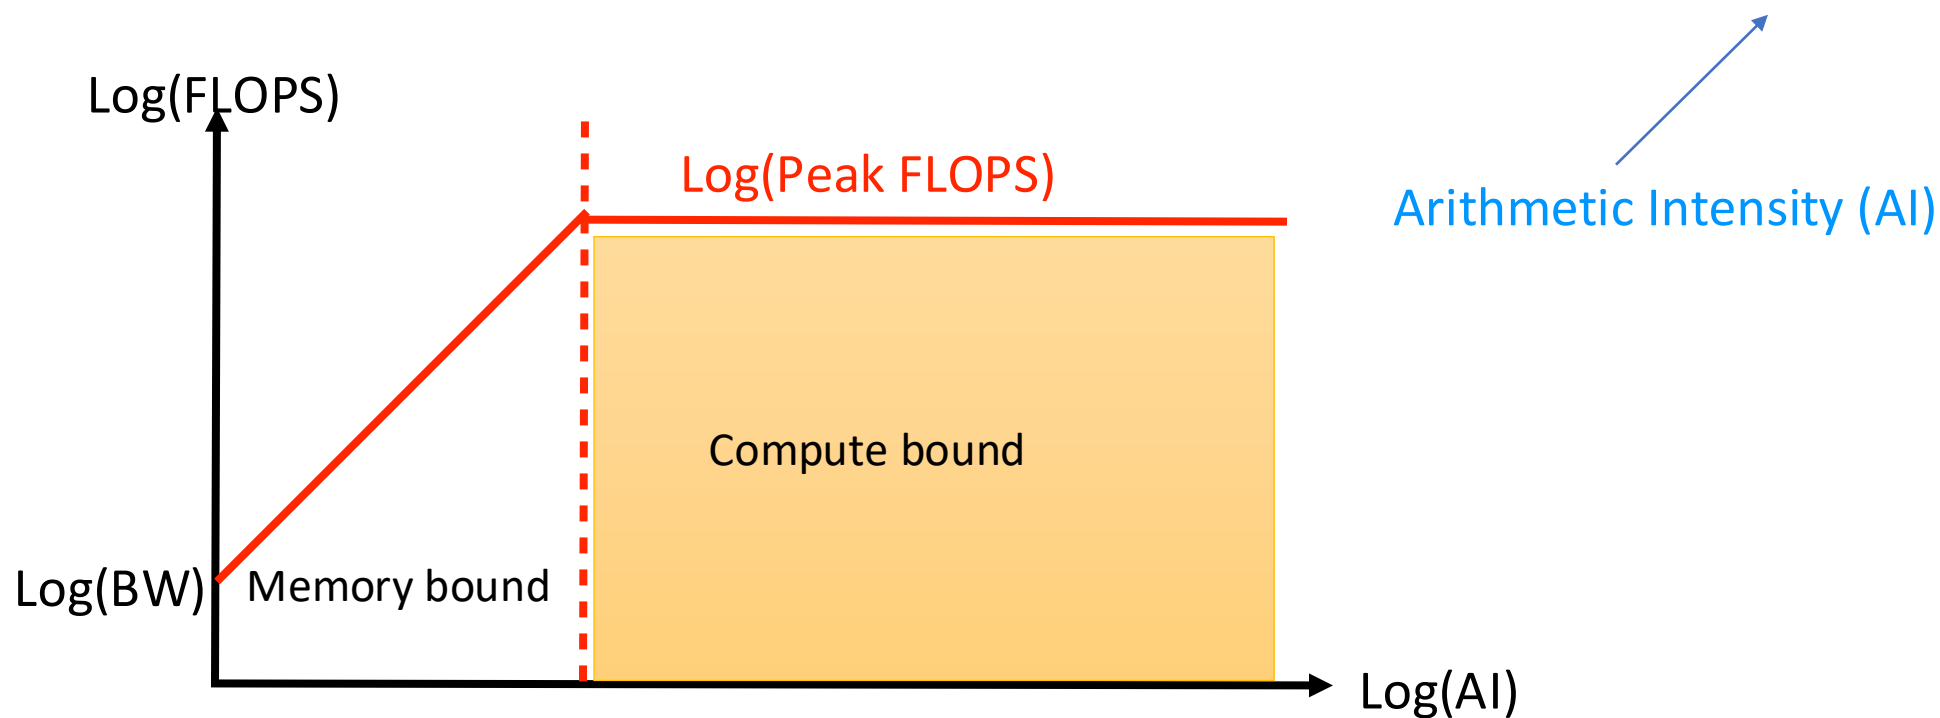 Log(FLOPS)
Log(Peak FLOPS)
Arithmetic Intensity (AI)
Compute bound
Log(BW)
Memory bound
Log(AI)